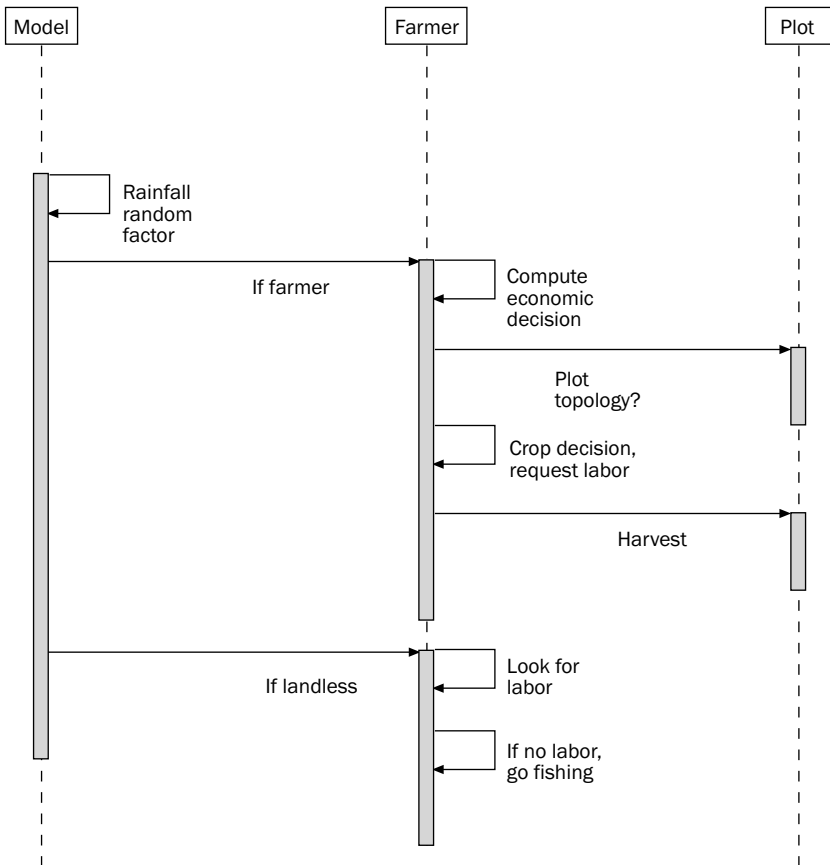 Model
Farmer
Plot
Rainfall
random
factor
If farmer
Compute
economic
decision
Plot
topology?
Crop decision,
request labor
Harvest
If landless
Look for
labor
If no labor,
go fishing